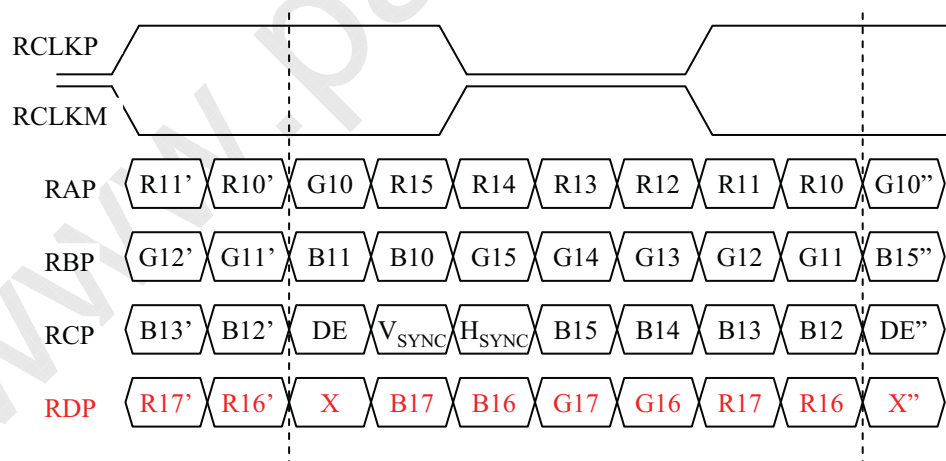 RCLKP
RCLKM
RAP R11’ R10’ G10 R15 R14 R13 R12 R11 R10 G10”
RBP G12’ G11’ B11 B10 G15 G14 G13 G12 G11 B15”
RCP B13’ B12’ DE VSYNC HSYNC B15 B14 B13 B12 DE”
RDP R17’ R16’ X B17 B16 G17 G16 R17 R16 X”